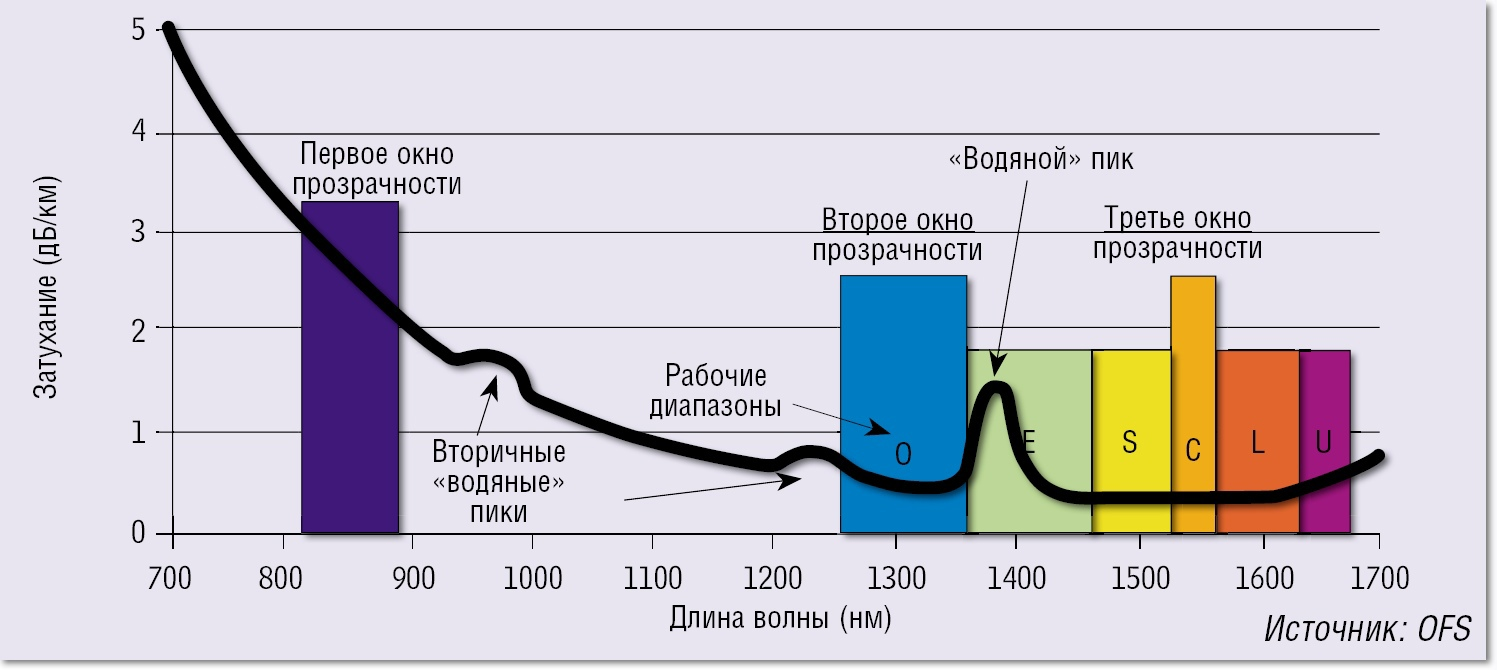 5
4
3
2
1
0
Затухание (дБ/км)
Первое окно
прозрачности
«Водяной» пик
Второе окно
прозрачности
Третье окно
прозрачности
Рабочие
диапазоны
Вторичные
«водяные»
пики
O
E
S
C
L
U
700 800 900 1000 1100 1200 1300 1400 1500 1600 1700
Длина волны (нм)
Источник: OFS